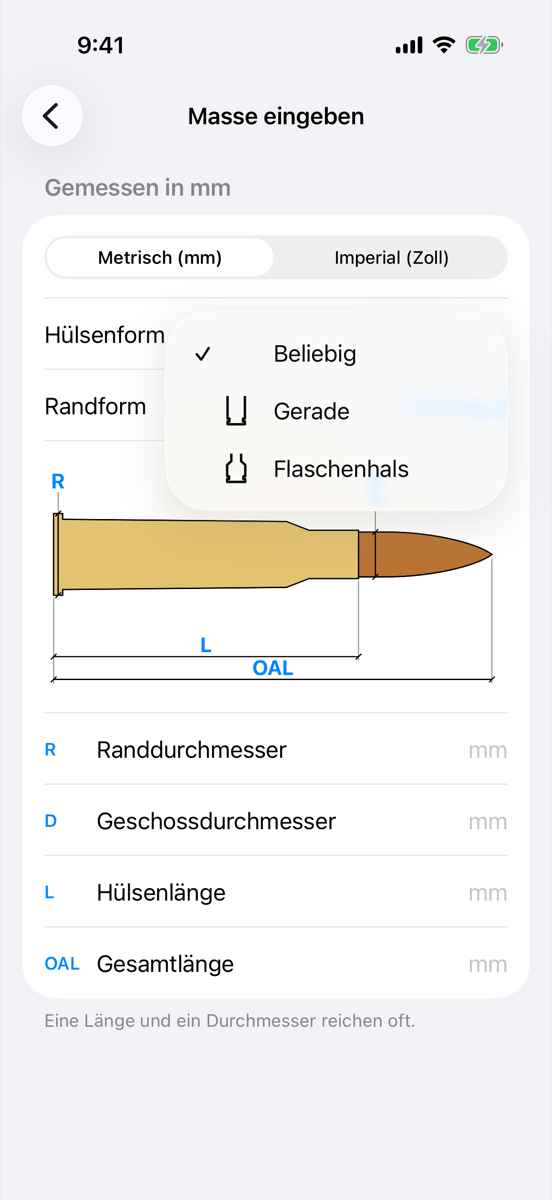 9:41
Masse eingeben
Gemessen in mm
Metrisch (mm)
Imperial (Zoll)
Hülsenform
Beliebig
Randform
Gerade
Flaschenhals
R
L
OAL
R Randdurchmesser mm
D Geschossdurchmesser mm
L Hülsenlänge mm
OAL Gesamtlänge mm
Eine Länge und ein Durchmesser reichen oft.